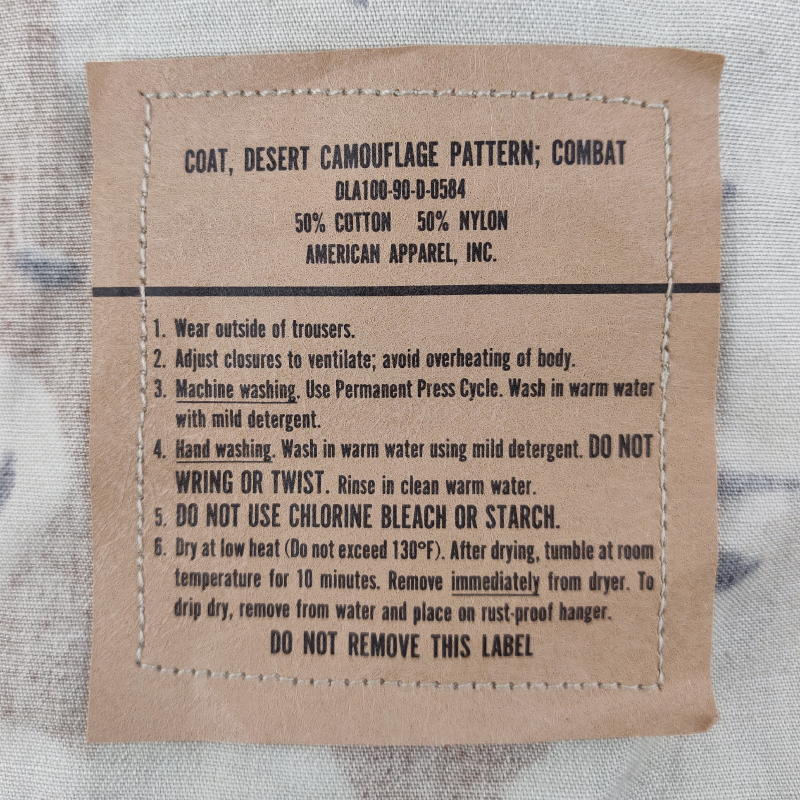 COAT, DESERT CAMOUFLAGE PATTERN; COMBAT
DLA100-90-D-0584
50% COTTON 50% NYLON
AMERICAN APPAREL, INC.
1. Wear outside of trousers.
2. Adjust closures to ventilate; avoid overheating of body.
3. Machine washing. Use Permanent Press Cycle. Wash in warm water
with mild detergent.
4. Hand washing. Wash in warm water using mild detergent. DO NOT
WRING OR TWIST. Rinse in clean warm water.
5. DO NOT USE CHLORINE BLEACH OR STARCH.
6. Dry at low heat (Do not exceed 130°F). After drying, tumble at room
temperature for 10 minutes. Remove immediately from dryer. To
drip dry, remove from water and place on rust-proof hanger.
DO NOT REMOVE THIS LABEL